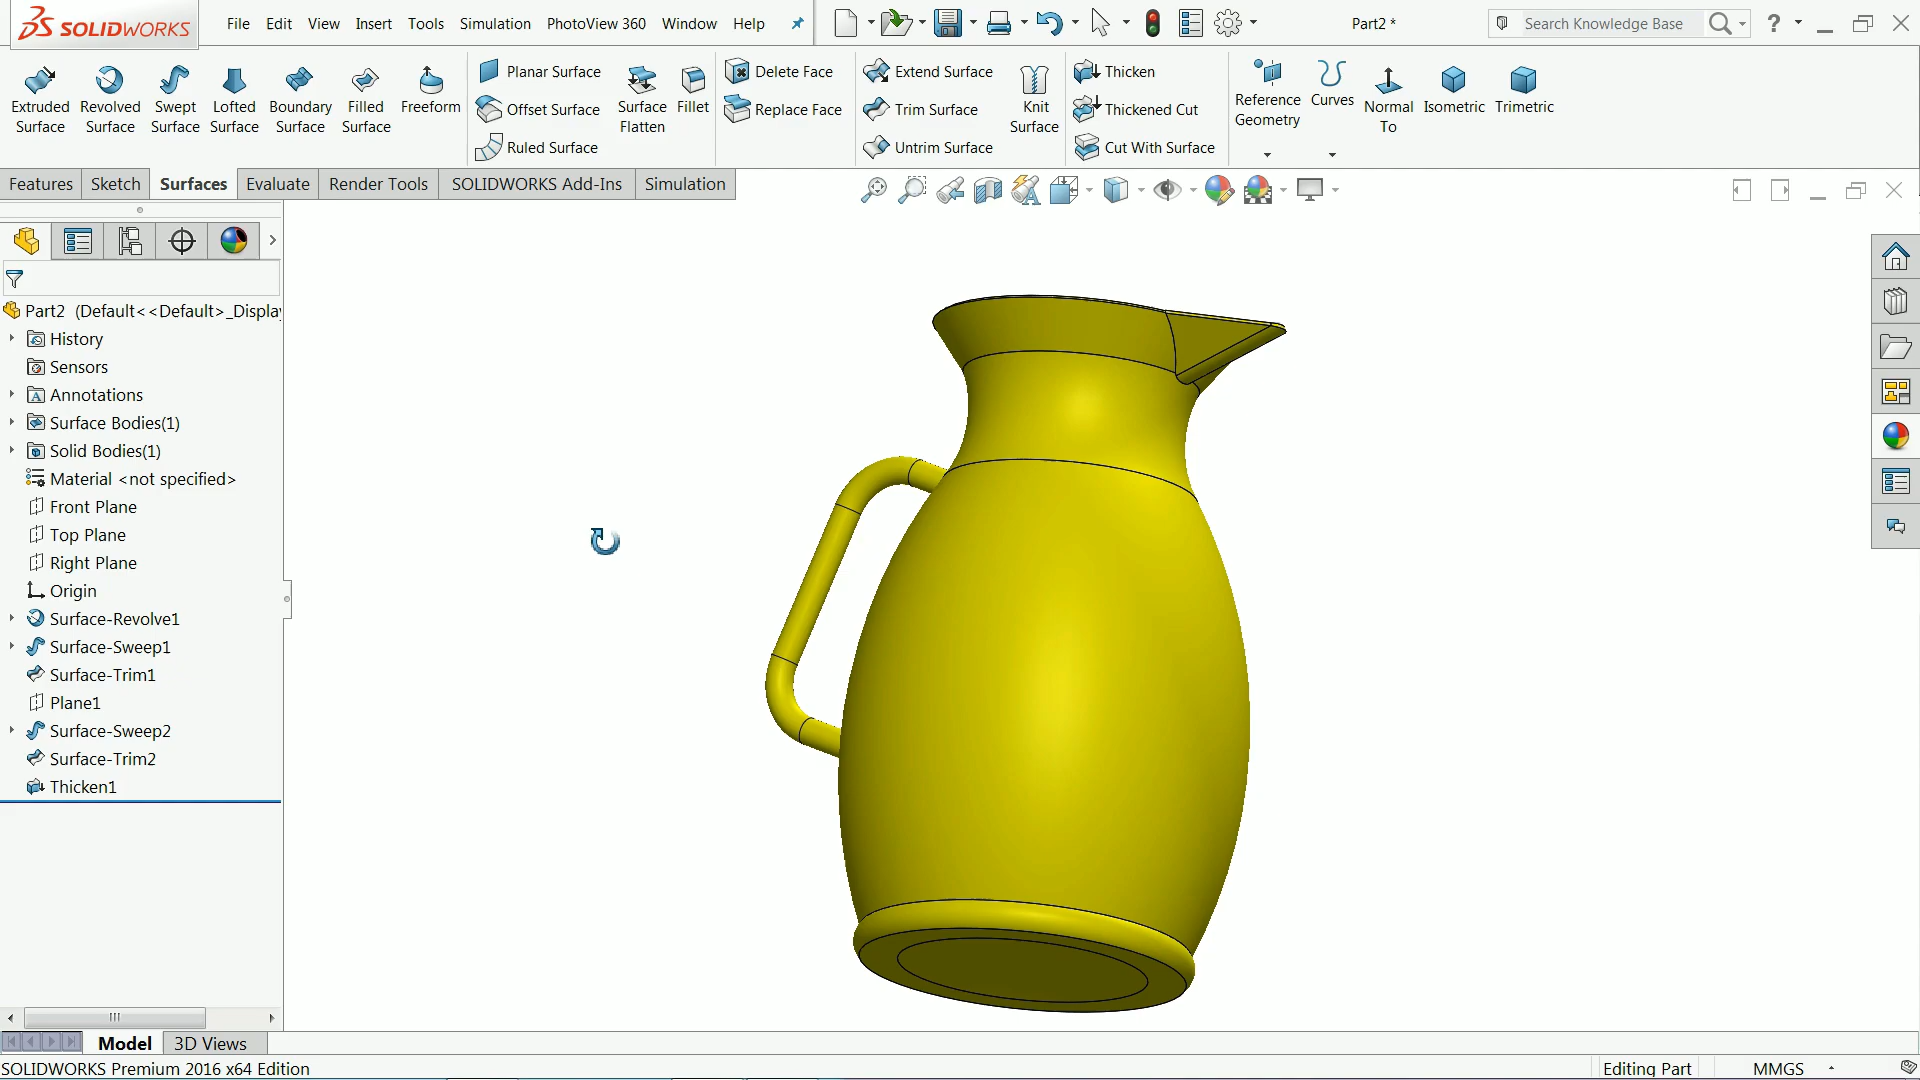 SOLIDWORKS File Edit View Insert Tools Simulation PhotoView 360 Window Help Part2 * Search Knowledge Base ?
Extruded Surface
Revolved Surface
Swept Surface
Lofted Surface
Boundary Surface
Filled Surface
Freeform
Planar Surface
Offset Surface
Ruled Surface
Surface Flatten
Fillet
Delete Face
Replace Face
Extend Surface
Trim Surface
Untrim Surface
Knit Surface
Thicken
Thickened Cut
Cut With Surface
Reference Geometry
Curves
Normal To
Isometric
Trimetric
Features Sketch Surfaces Evaluate Render Tools SOLIDWORKS Add-Ins Simulation
Part2 (Default<<Default>_Displa
History
Sensors
Annotations
Surface Bodies(1)
Solid Bodies(1)
Material <not specified>
Front Plane
Top Plane
Right Plane
Origin
Surface-Revolve1
Surface-Sweep1
Surface-Trim1
Plane1
Surface-Sweep2
Surface-Trim2
Thicken1
Model 3D Views
SOLIDWORKS Premium 2016 x64 Edition Editing Part MMGS